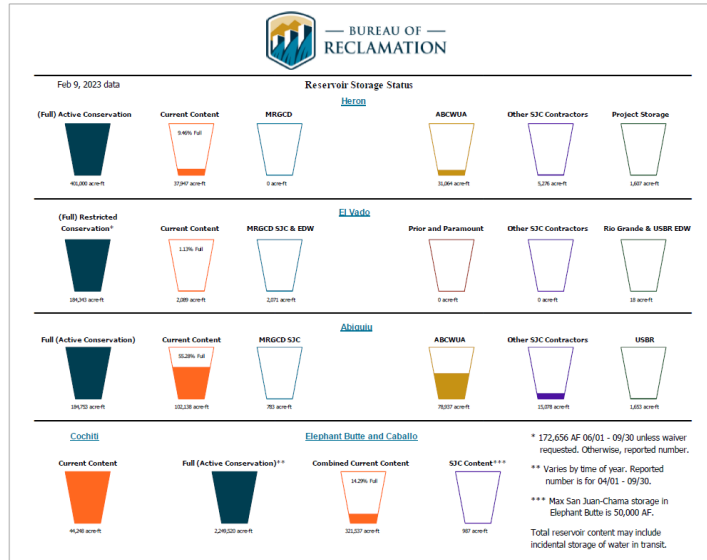 BUREAU OF
RECLAMATION
Feb 9, 2023 data
Reservoir Storage Status
Heron
(Full) Active Conservation
Current Content
MRGCD
ABCWUA
Other SJC Contractors
Project Storage
9.46% Full
401,000 acre-ft
37,947 acre-ft
0 acre-ft
31,064 acre-ft
5,276 acre-ft
1,607 acre-ft
El Vado
(Full) Restricted
Conservation*
Current Content
MRGCD SJC & EDW
Prior and Paramount
Other SJC Contractors
Rio Grande & USBR EDW
1.13% Full
184,343 acre-ft
2,089 acre-ft
2,071 acre-ft
0 acre-ft
0 acre-ft
18 acre-ft
Abiquiu
Full (Active Conservation)
Current Content
MRGCD SJC
ABCWUA
Other SJC Contractors
USBR
55.28% Full
184,753 acre-ft
102,138 acre-ft
783 acre-ft
78,937 acre-ft
15,078 acre-ft
1,653 acre-ft
Cochiti
Elephant Butte and Caballo
Current Content
Full (Active Conservation)**
Combined Current Content
SJC Content***
14.29% Full
44,248 acre-ft
2,249,520 acre-ft
321,537 acre-ft
987 acre-ft
* 172,656 AF 06/01 - 09/30 unless waiver
requested. Otherwise, reported number.
** Varies by time of year. Reported
number is for 04/01 - 09/30.
*** Max San Juan-Chama storage in
Elephant Butte is 50,000 AF.
Total reservoir content may include
incidental storage of water in transit.